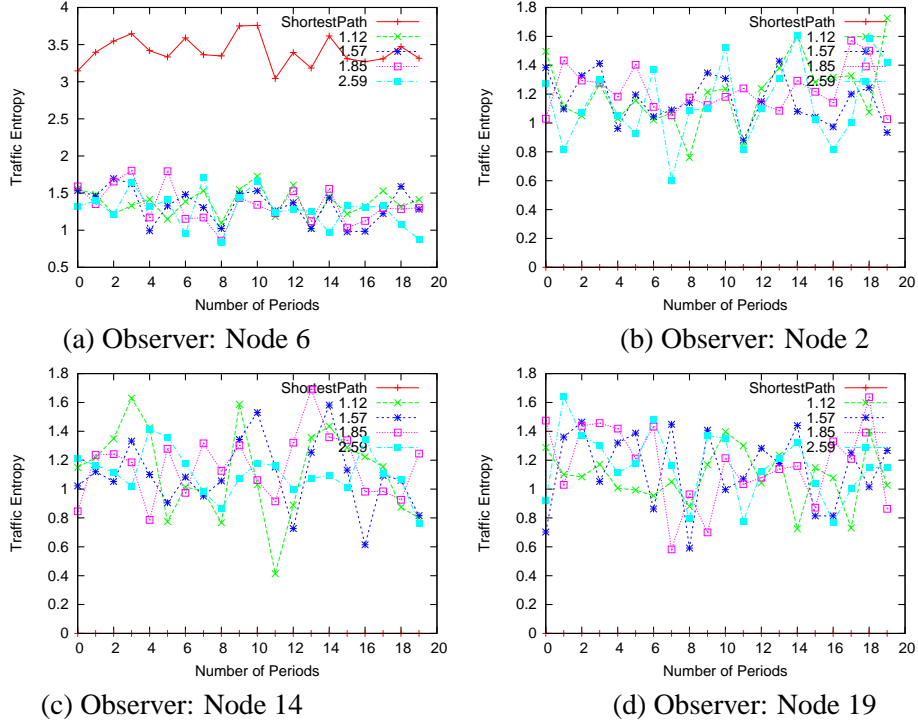 4
3.5
3
2.5
2
1.5
1
0.5
0 2 4 6 8 10 12 14 16 18 20
Traffic Entropy
Number of Periods
ShortestPath
1.12
1.57
1.85
2.59
(a) Observer: Node 6
1.8
1.6
1.4
1.2
1
0.8
0.6
0.4
0.2
0
0 2 4 6 8 10 12 14 16 18 20
Traffic Entropy
Number of Periods
ShortestPath
1.12
1.57
1.85
2.59
(b) Observer: Node 2
1.8
1.6
1.4
1.2
1
0.8
0.6
0.4
0.2
0
0 2 4 6 8 10 12 14 16 18 20
Traffic Entropy
Number of Periods
ShortestPath
1.12
1.57
1.85
2.59
(c) Observer: Node 14
1.8
1.6
1.4
1.2
1
0.8
0.6
0.4
0.2
0
0 2 4 6 8 10 12 14 16 18 20
Traffic Entropy
Number of Periods
ShortestPath
1.12
1.57
1.85
2.59
(d) Observer: Node 19